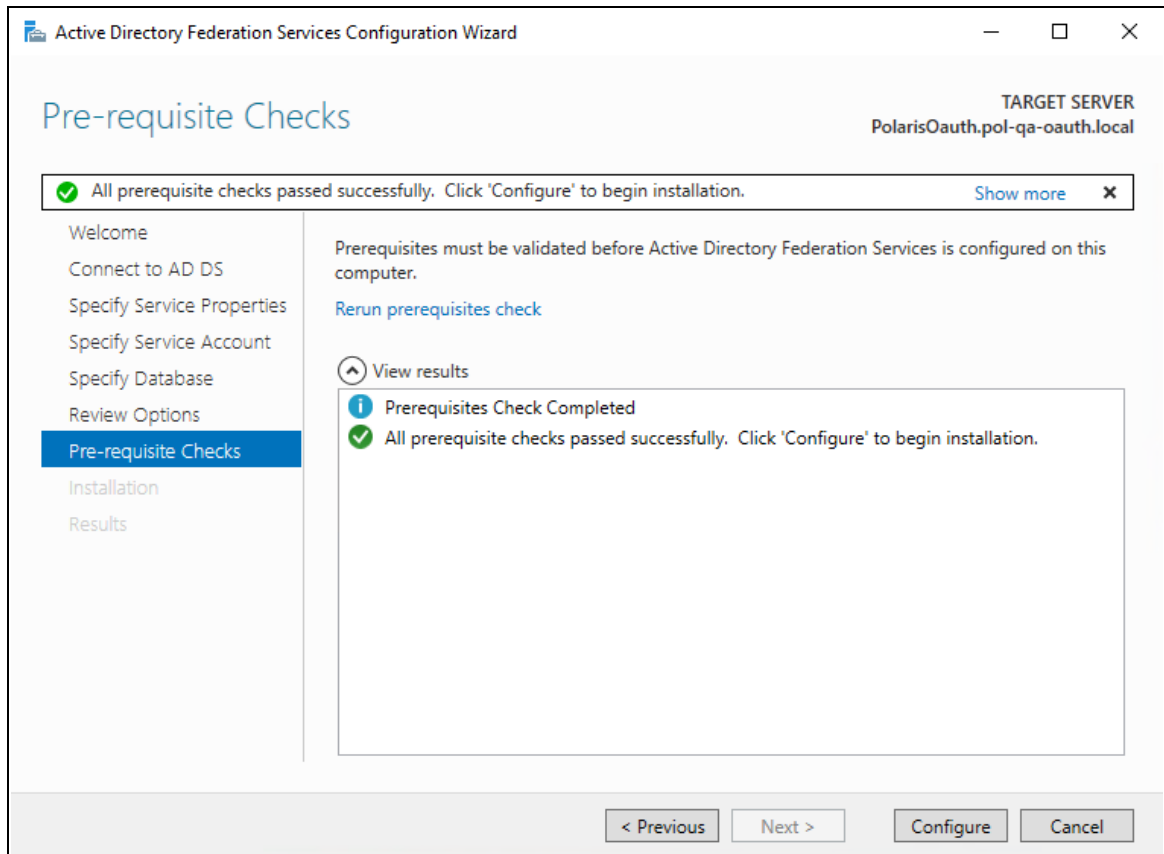 Active Directory Federation Services Configuration Wizard
Pre-requisite Checks
TARGET SERVER
PolarisOauth.pol-qa-oauth.local
All prerequisite checks passed successfully.  Click 'Configure' to begin installation.
Show more
Welcome
Connect to AD DS
Specify Service Properties
Specify Service Account
Specify Database
Review Options
Pre-requisite Checks
Installation
Results
Prerequisites must be validated before Active Directory Federation Services is configured on this
computer.
Rerun prerequisites check
View results
Prerequisites Check Completed
All prerequisite checks passed successfully.  Click 'Configure' to begin installation.
< Previous
Next >
Configure
Cancel